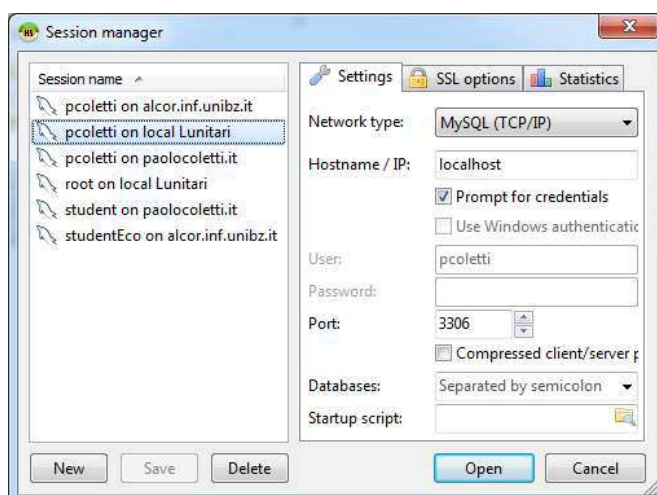 HS
Session manager
Session name
pcoletti on alcor.inf.unibz.it
pcoletti on local Lunitari
pcoletti on paolocoletti.it
root on local Lunitari
student on paolocoletti.it
studentEco on alcor.inf.unibz.it
New
Save
Delete
Settings
SSL options
Statistics
Network type:
MySQL (TCP/IP)
Hostname / IP:
localhost
Prompt for credentials
Use Windows authenticatic
User:
pcoletti
Password:
Port:
3306
Compressed client/server p
Databases:
Separated by semicolon
Startup script:
Open
Cancel